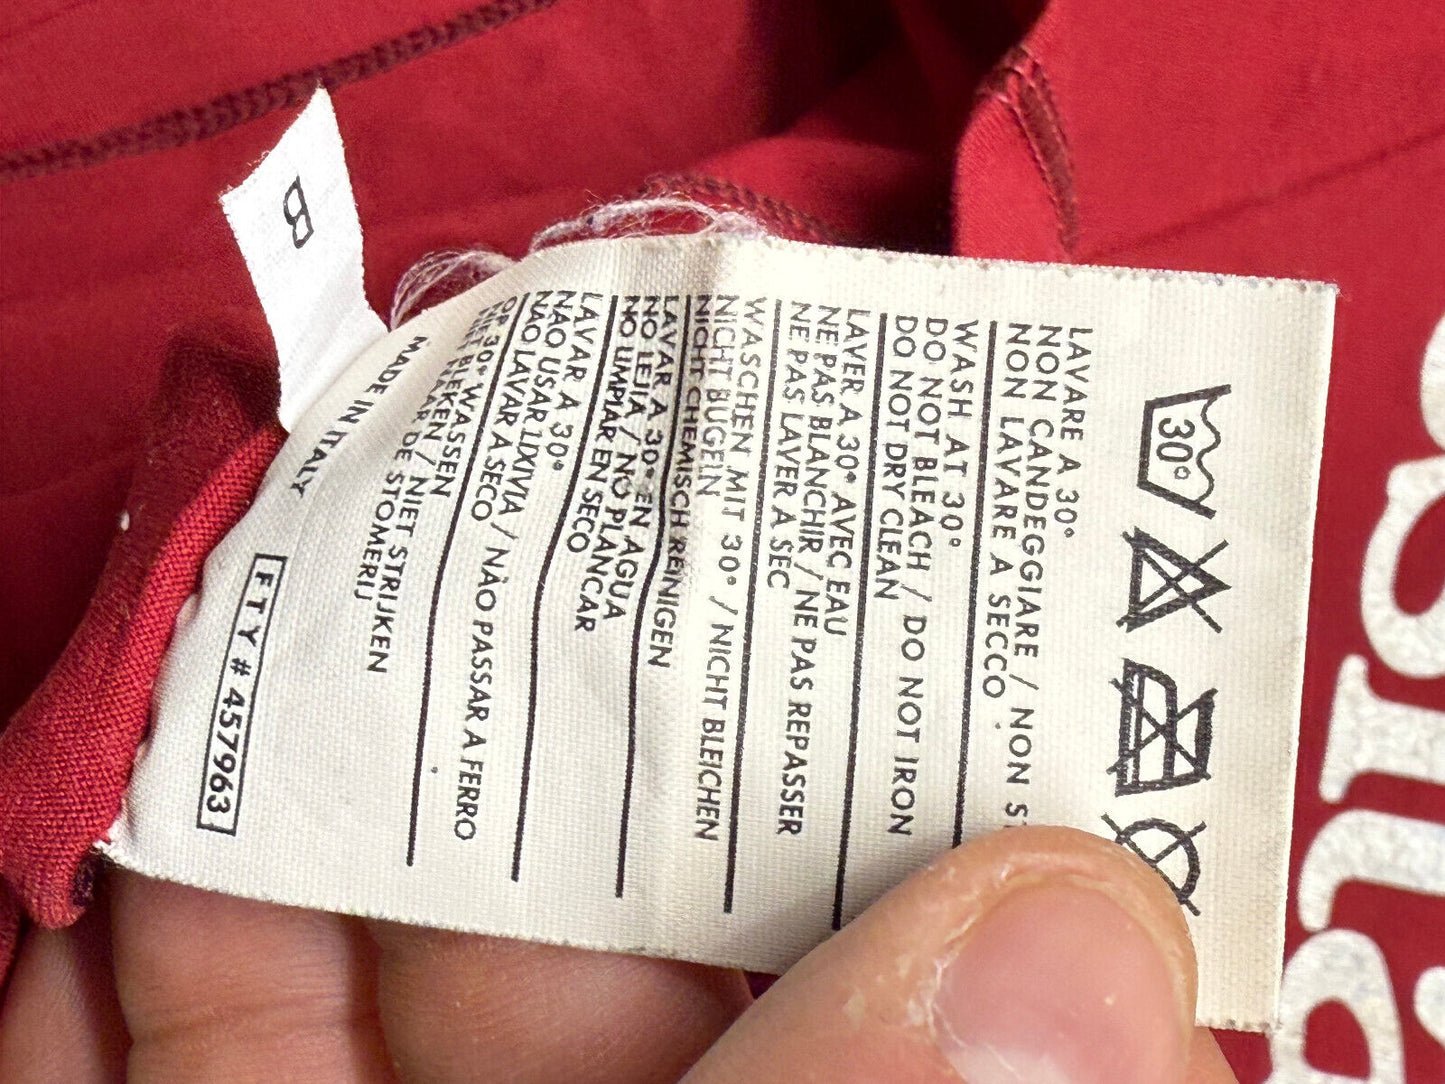 30°
LAVARE A 30°
NON CANDEGGIARE / NON
NON LAVARE A SECCO
WASH AT 30°
DO NOT BLEACH / DO NOT IRON
DO NOT DRY CLEAN
LAVER A 30° AVEC EAU
NE PAS BLANCHIR / NE PAS REPASSER
NE PAS LAVER A SEC
WASCHEN MIT 30° / NICHT BLEICHEN
NICHT BUGELN
NICHT CHEMISCH REINIGEN
LAVAR A 30° EN AGUA
NO LEJIA / NO PLANCAR
NO LIMPIAR EN SECO
LAVAR A 30°
NÃO USAR LIXIVIA / NÃO PASSAR A FERRO
NÃO LAVAR A SECO
OP 30° WASSEN
NIET BLEKEN / NIET STRIJKEN
NAAR DE STOMERIJ
MADE IN ITALY
FTY # 457963
B